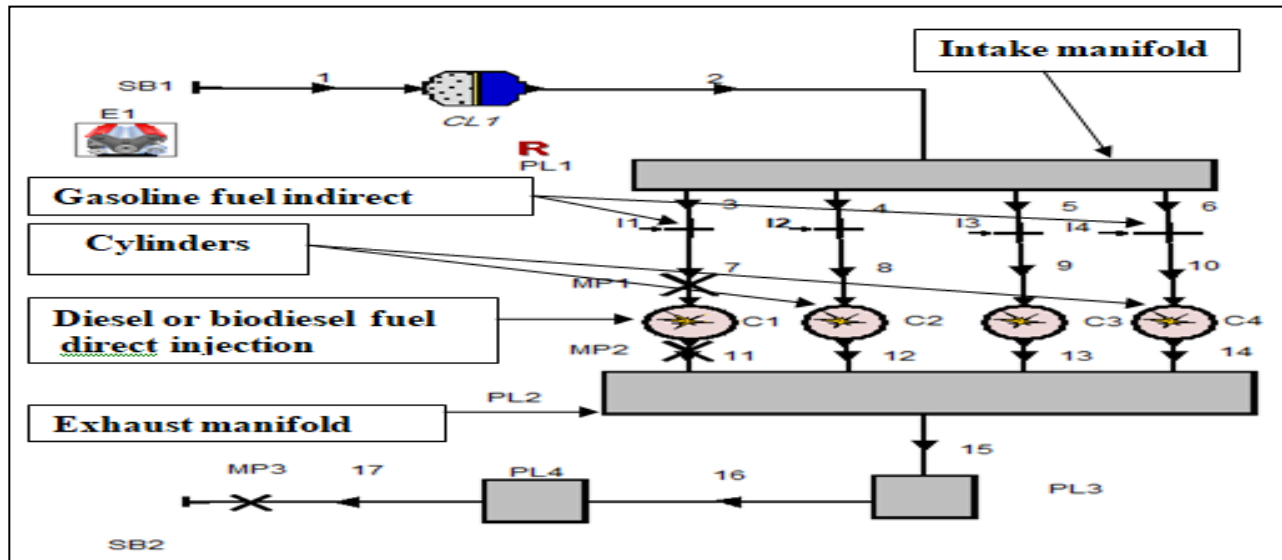 Intake manifold
SB1
1
2
E1
CL1
R
PL1
Gasoline fuel indirect
3
4
5
6
I1
I2
I3
I4
Cylinders
7
8
9
10
MP1
Diesel or biodiesel fuel
direct injection
C1
C2
C3
C4
MP2
11
12
13
14
PL2
Exhaust manifold
15
MP3
17
PL4
16
PL3
SB2